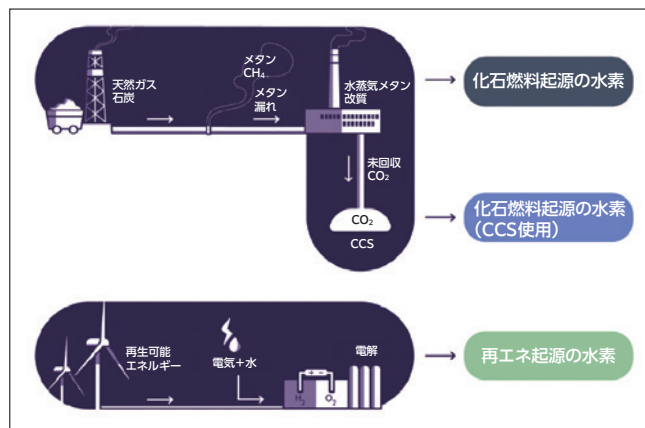 天然ガス
石炭
メタン
CH₄
メタン
漏れ
水蒸気メタン
改質
化石燃料起源の水素
未回収
CO₂
CO₂
CCS
化石燃料起源の水素
（CCS使用）
再生可能
エネルギー
電気＋水
電解
+ −
H₂
O₂
再エネ起源の水素